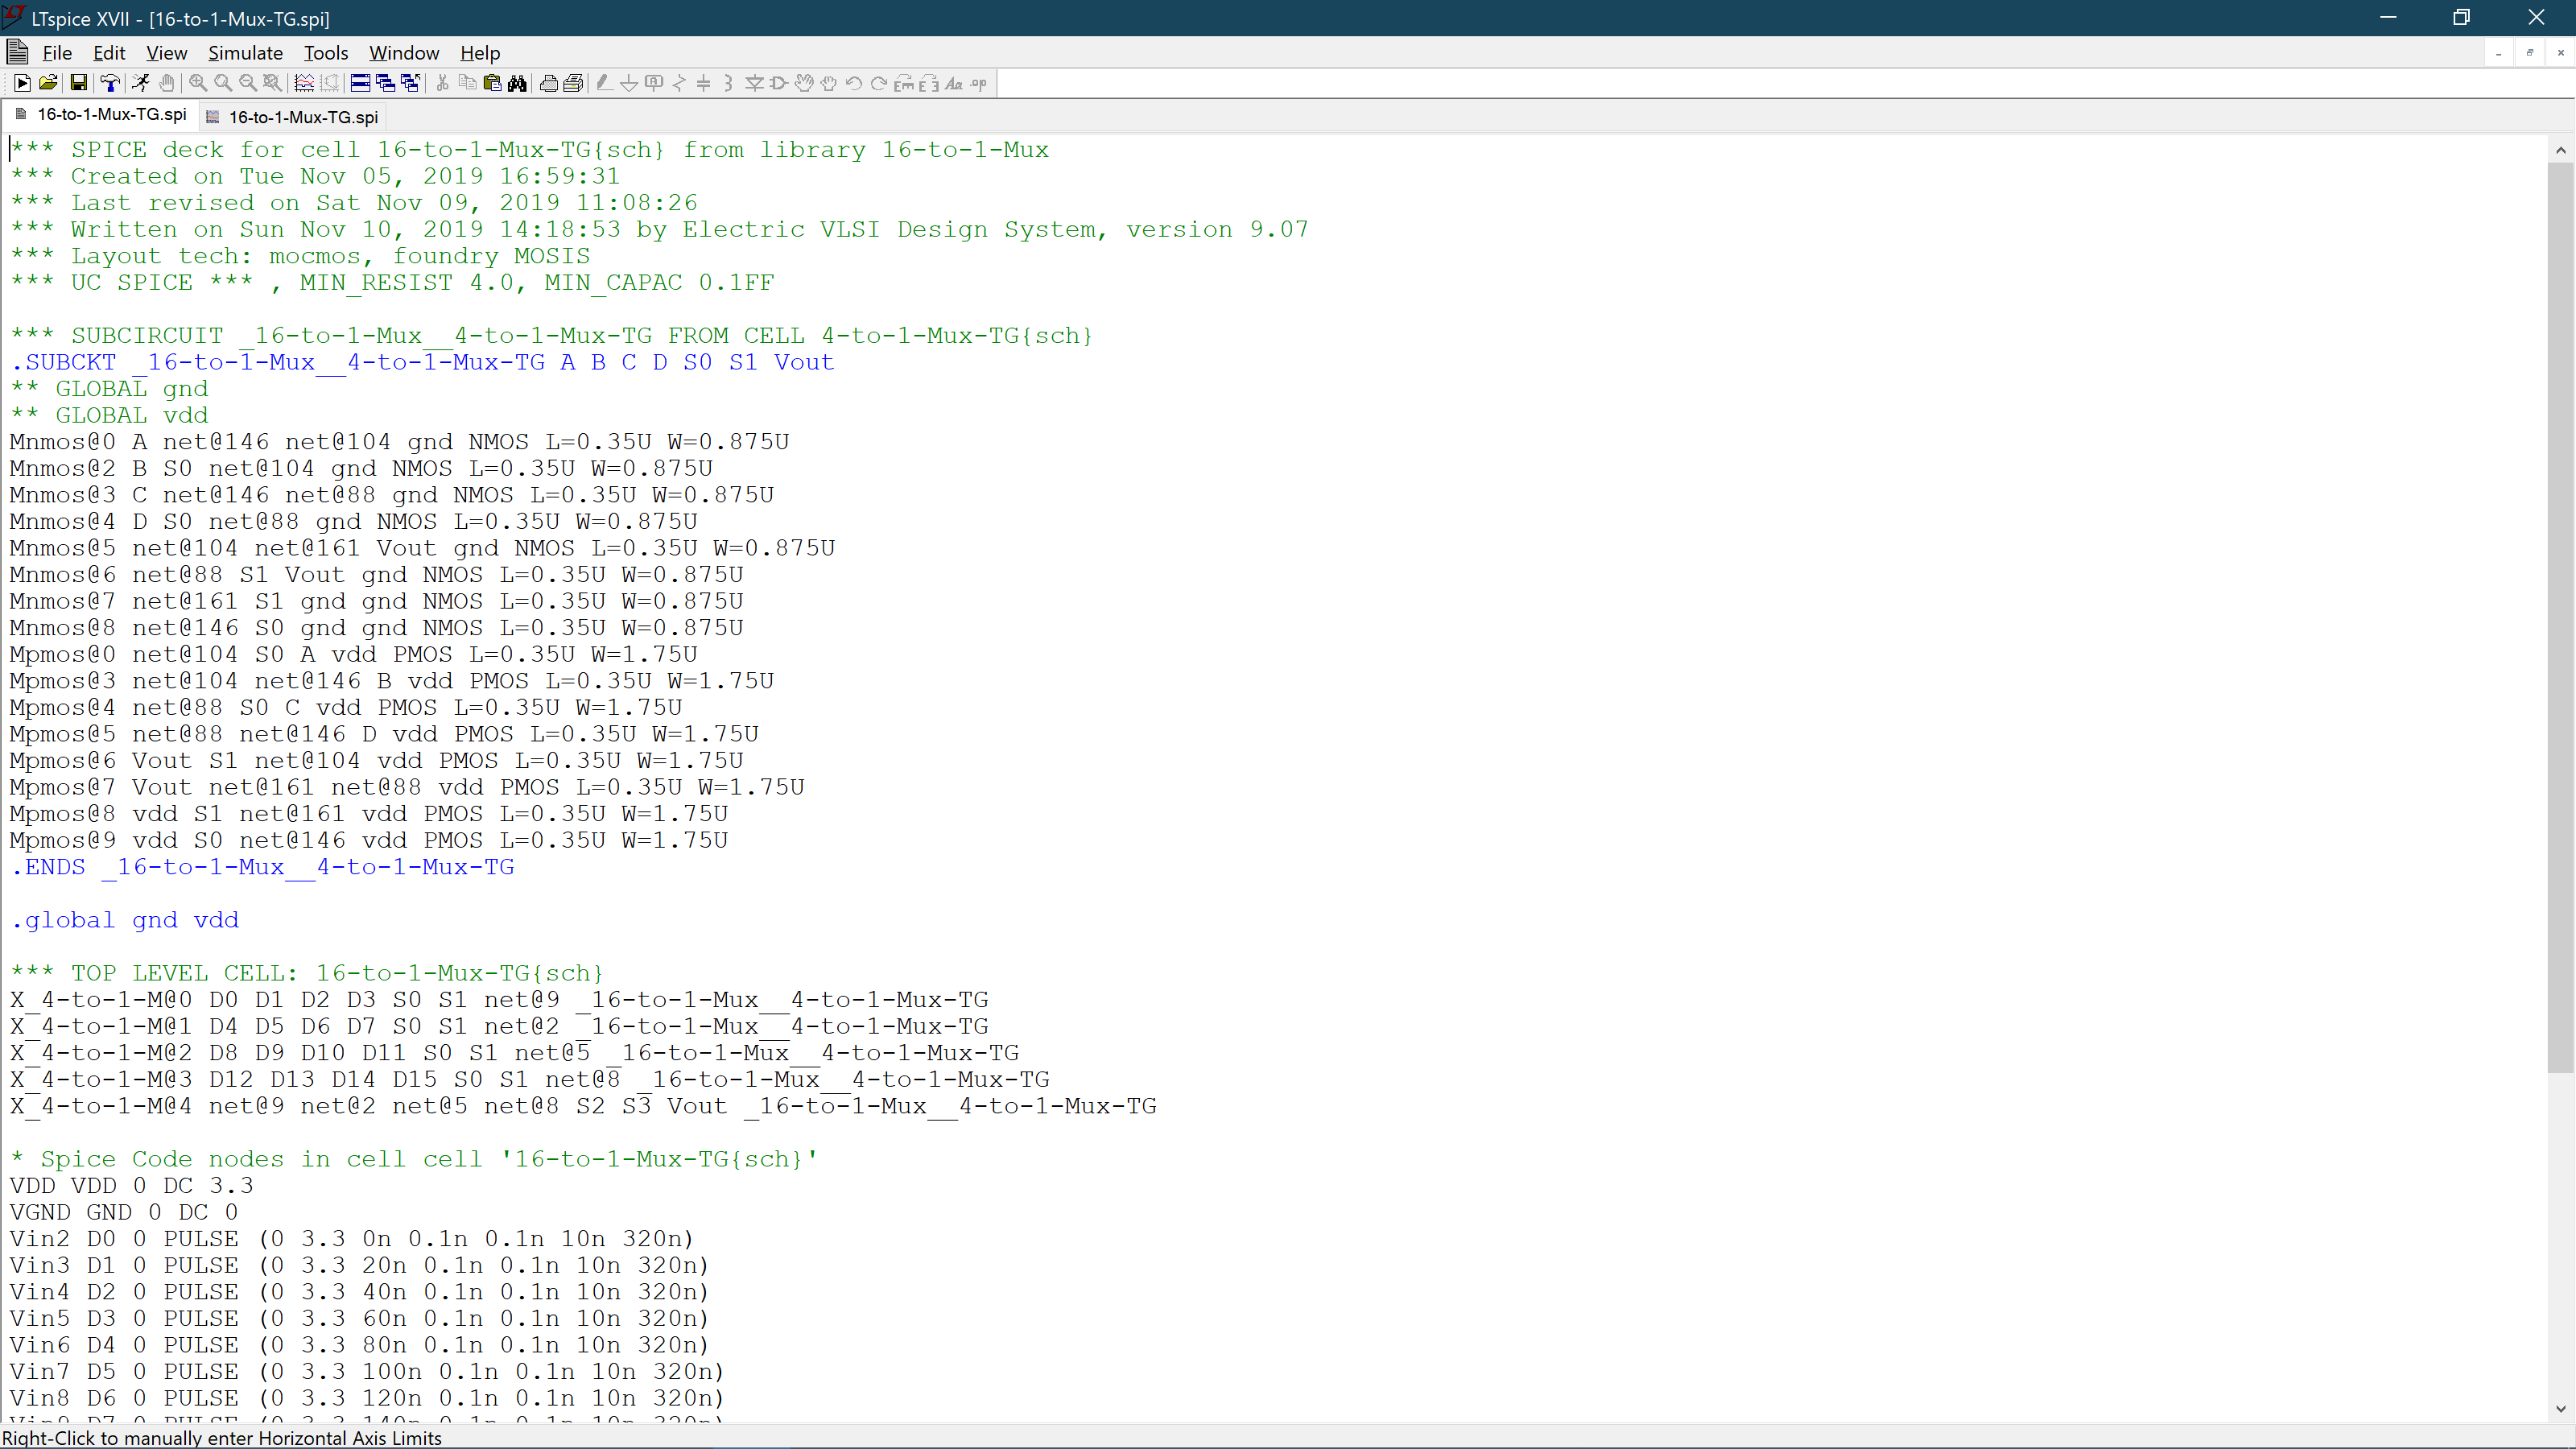 LTspice XVII - [16-to-1-Mux-TG.spi]
File Edit View Simulate Tools Window Help
16-to-1-Mux-TG.spi 16-to-1-Mux-TG.spi
*** SPICE deck for cell 16-to-1-Mux-TG{sch} from library 16-to-1-Mux
*** Created on Tue Nov 05, 2019 16:59:31
*** Last revised on Sat Nov 09, 2019 11:08:26
*** Written on Sun Nov 10, 2019 14:18:53 by Electric VLSI Design System, version 9.07
*** Layout tech: mocmos, foundry MOSIS
*** UC SPICE *** , MIN_RESIST 4.0, MIN_CAPAC 0.1FF
*** SUBCIRCUIT _16-to-1-Mux__4-to-1-Mux-TG FROM CELL 4-to-1-Mux-TG{sch}
.SUBCKT _16-to-1-Mux__4-to-1-Mux-TG A B C D S0 S1 Vout
** GLOBAL gnd
** GLOBAL vdd
Mnmos@0 A net@146 net@104 gnd NMOS L=0.35U W=0.875U
Mnmos@2 B S0 net@104 gnd NMOS L=0.35U W=0.875U
Mnmos@3 C net@146 net@88 gnd NMOS L=0.35U W=0.875U
Mnmos@4 D S0 net@88 gnd NMOS L=0.35U W=0.875U
Mnmos@5 net@104 net@161 Vout gnd NMOS L=0.35U W=0.875U
Mnmos@6 net@88 S1 Vout gnd NMOS L=0.35U W=0.875U
Mnmos@7 net@161 S1 gnd gnd NMOS L=0.35U W=0.875U
Mnmos@8 net@146 S0 gnd gnd NMOS L=0.35U W=0.875U
Mpmos@0 net@104 S0 A vdd PMOS L=0.35U W=1.75U
Mpmos@3 net@104 net@146 B vdd PMOS L=0.35U W=1.75U
Mpmos@4 net@88 S0 C vdd PMOS L=0.35U W=1.75U
Mpmos@5 net@88 net@146 D vdd PMOS L=0.35U W=1.75U
Mpmos@6 Vout S1 net@104 vdd PMOS L=0.35U W=1.75U
Mpmos@7 Vout net@161 net@88 vdd PMOS L=0.35U W=1.75U
Mpmos@8 vdd S1 net@161 vdd PMOS L=0.35U W=1.75U
Mpmos@9 vdd S0 net@146 vdd PMOS L=0.35U W=1.75U
.ENDS _16-to-1-Mux__4-to-1-Mux-TG
.global gnd vdd
*** TOP LEVEL CELL: 16-to-1-Mux-TG{sch}
X_4-to-1-M@0 D0 D1 D2 D3 S0 S1 net@9 _16-to-1-Mux__4-to-1-Mux-TG
X_4-to-1-M@1 D4 D5 D6 D7 S0 S1 net@2 _16-to-1-Mux__4-to-1-Mux-TG
X_4-to-1-M@2 D8 D9 D10 D11 S0 S1 net@5 _16-to-1-Mux__4-to-1-Mux-TG
X_4-to-1-M@3 D12 D13 D14 D15 S0 S1 net@8 _16-to-1-Mux__4-to-1-Mux-TG
X_4-to-1-M@4 net@9 net@2 net@5 net@8 S2 S3 Vout _16-to-1-Mux__4-to-1-Mux-TG
* Spice Code nodes in cell cell '16-to-1-Mux-TG{sch}'
VDD VDD 0 DC 3.3
VGND GND 0 DC 0
Vin2 D0 0 PULSE (0 3.3 0n 0.1n 0.1n 10n 320n)
Vin3 D1 0 PULSE (0 3.3 20n 0.1n 0.1n 10n 320n)
Vin4 D2 0 PULSE (0 3.3 40n 0.1n 0.1n 10n 320n)
Vin5 D3 0 PULSE (0 3.3 60n 0.1n 0.1n 10n 320n)
Vin6 D4 0 PULSE (0 3.3 80n 0.1n 0.1n 10n 320n)
Vin7 D5 0 PULSE (0 3.3 100n 0.1n 0.1n 10n 320n)
Vin8 D6 0 PULSE (0 3.3 120n 0.1n 0.1n 10n 320n)
Vin9 D7 0 PULSE (0 3.3 140n 0.1n 0.1n 10n 320n)
Right-Click to manually enter Horizontal Axis Limits